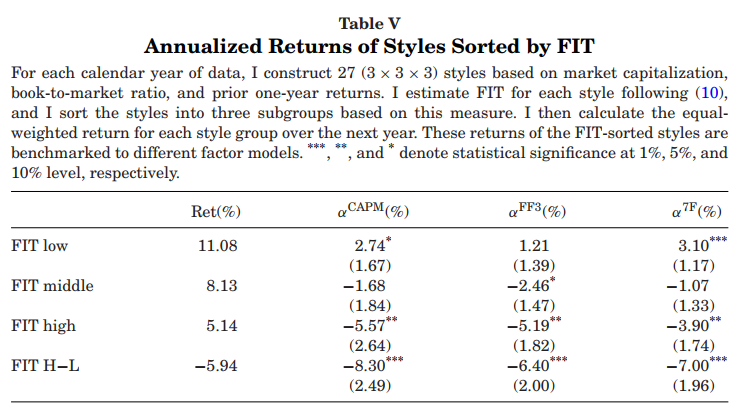 Table V
Annualized Returns of Styles Sorted by FIT
For each calendar year of data, I construct 27 (3 × 3 × 3) styles based on market capitalization,
book-to-market ratio, and prior one-year returns. I estimate FIT for each style following (10),
and I sort the styles into three subgroups based on this measure. I then calculate the equal-
weighted return for each style group over the next year. These returns of the FIT-sorted styles are
benchmarked to different factor models. ***, **, and * denote statistical significance at 1%, 5%, and
10% level, respectively.
Ret(%) α^CAPM(%) α^FF3(%) α^7F(%)
FIT low 11.08 2.74* 1.21 3.10***
(1.67) (1.39) (1.17)
FIT middle 8.13 −1.68 −2.46* −1.07
(1.84) (1.47) (1.33)
FIT high 5.14 −5.57** −5.19** −3.90**
(2.64) (1.82) (1.74)
FIT H−L −5.94 −8.30*** −6.40*** −7.00***
(2.49) (2.00) (1.96)